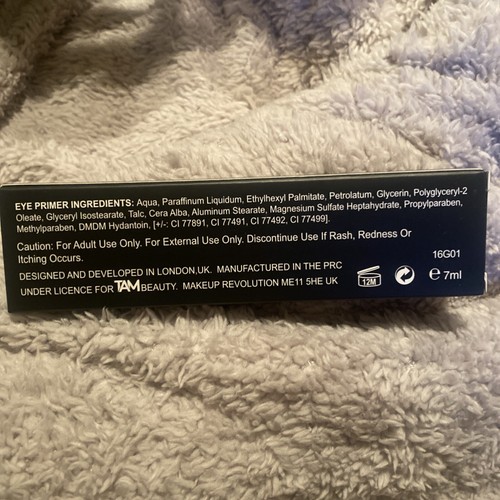 EYE PRIMER INGREDIENTS: Aqua, Paraffinum Liquidum, Ethylhexyl Palmitate, Petrolatum, Glycerin, Polyglyceryl-2
Oleate, Glyceryl Isostearate, Talc, Cera Alba, Aluminum Stearate, Magnesium Sulfate Heptahydrate, Propylparaben,
Methylparaben, DMDM Hydantoin, [+/-: CI 77891, CI 77491, CI 77492, CI 77499].
Caution: For Adult Use Only. For External Use Only. Discontinue Use If Rash, Redness Or
Itching Occurs.
16G01
DESIGNED AND DEVELOPED IN LONDON,UK. MANUFACTURED IN THE PRC
UNDER LICENCE FOR TAM BEAUTY. MAKEUP REVOLUTION ME11 5HE UK
12M
℮ 7ml